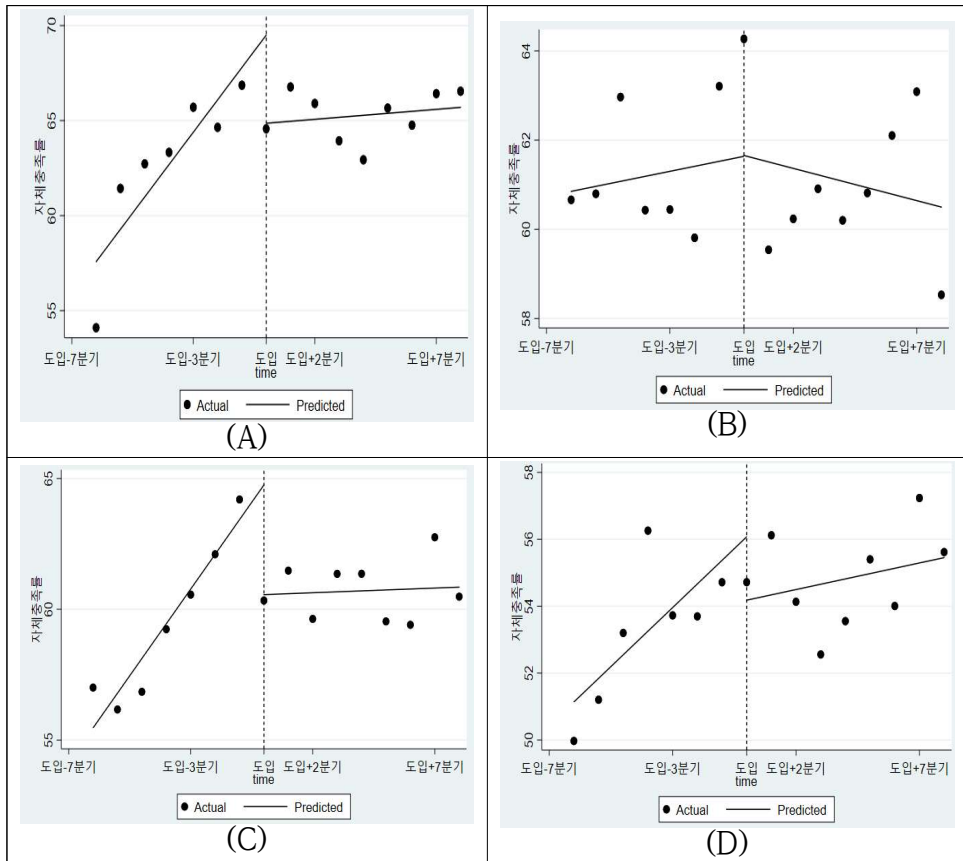 70
65
60
55
자체충족률
도입-7분기 도입-3분기 도입 도입+2분기 도입+7분기
time
Actual Predicted
(A)
64
62
60
58
자체충족률
도입-7분기 도입-3분기 도입 도입+2분기 도입+7분기
time
Actual Predicted
(B)
65
60
55
자체충족률
도입-7분기 도입-3분기 도입 도입+2분기 도입+7분기
time
Actual Predicted
(C)
58
56
54
52
50
자체충족률
도입-7분기 도입-3분기 도입 도입+2분기 도입+7분기
time
Actual Predicted
(D)